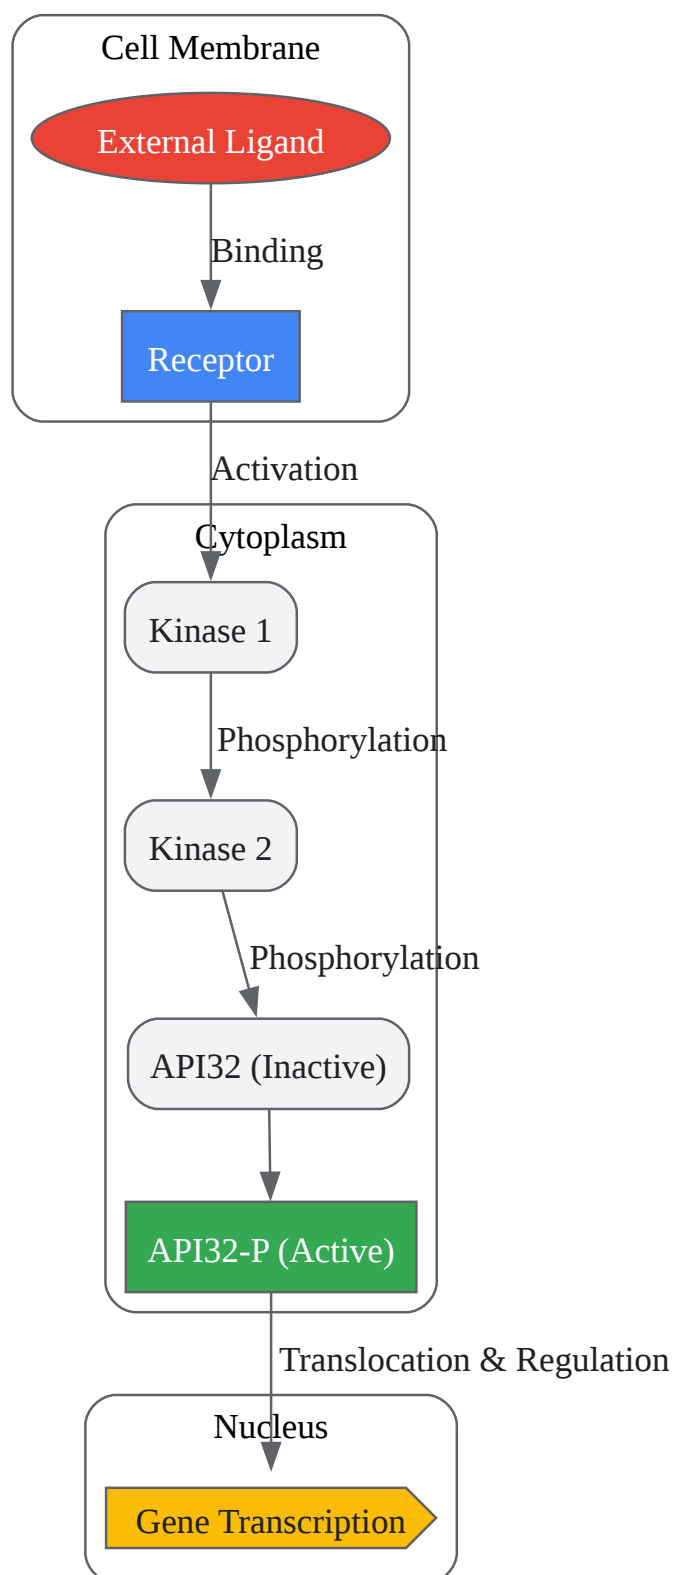 Cell Membrane
External Ligand
Binding
Receptor
Activation
Cytoplasm
Kinase 1
Phosphorylation
Kinase 2
Phosphorylation
API32 (Inactive)
API32-P (Active)
Translocation & Regulation
Nucleus
Gene Transcription